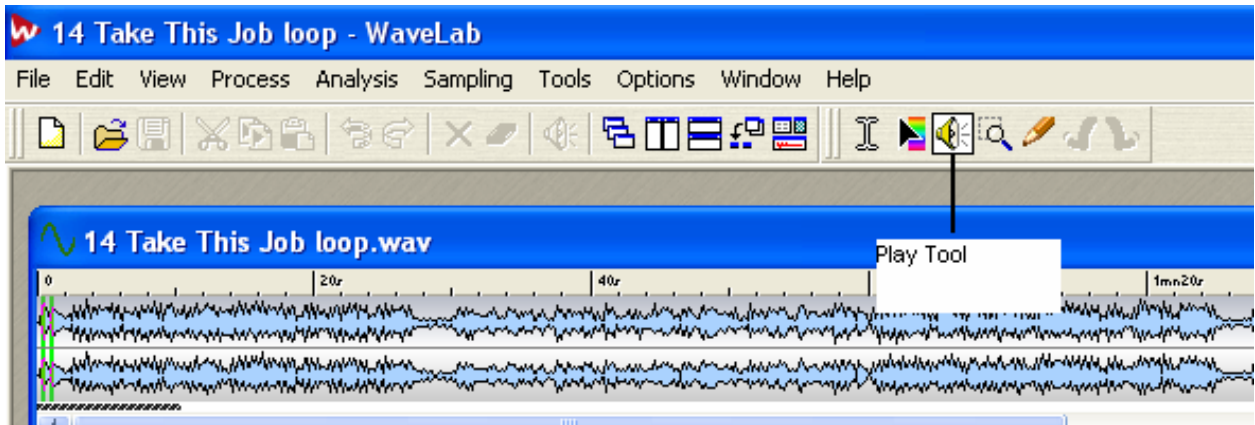 14 Take This Job loop - WaveLab
File Edit View Process Analysis Sampling Tools Options Window Help
14 Take This Job loop.wav
Play Tool
0 20s 40s 1mn20s